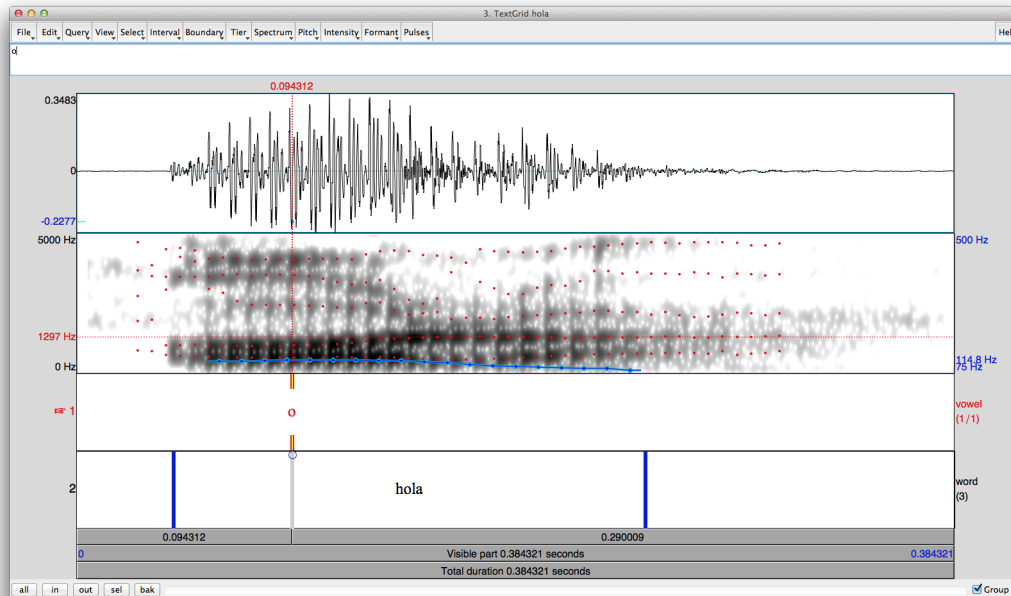 3. TextGrid hola
File Edit Query View Select Interval Boundary Tier Spectrum Pitch Intensity Formant Pulses Hel
o
0.094312
0.3483
0
-0.2277
5000 Hz 500 Hz
1297 Hz
114.8 Hz
0 Hz 75 Hz
☞ 1 o vowel
(1/1)
2 hola word
(3)
0.094312 0.290009
0 Visible part 0.384321 seconds 0.384321
Total duration 0.384321 seconds
all in out sel bak Group